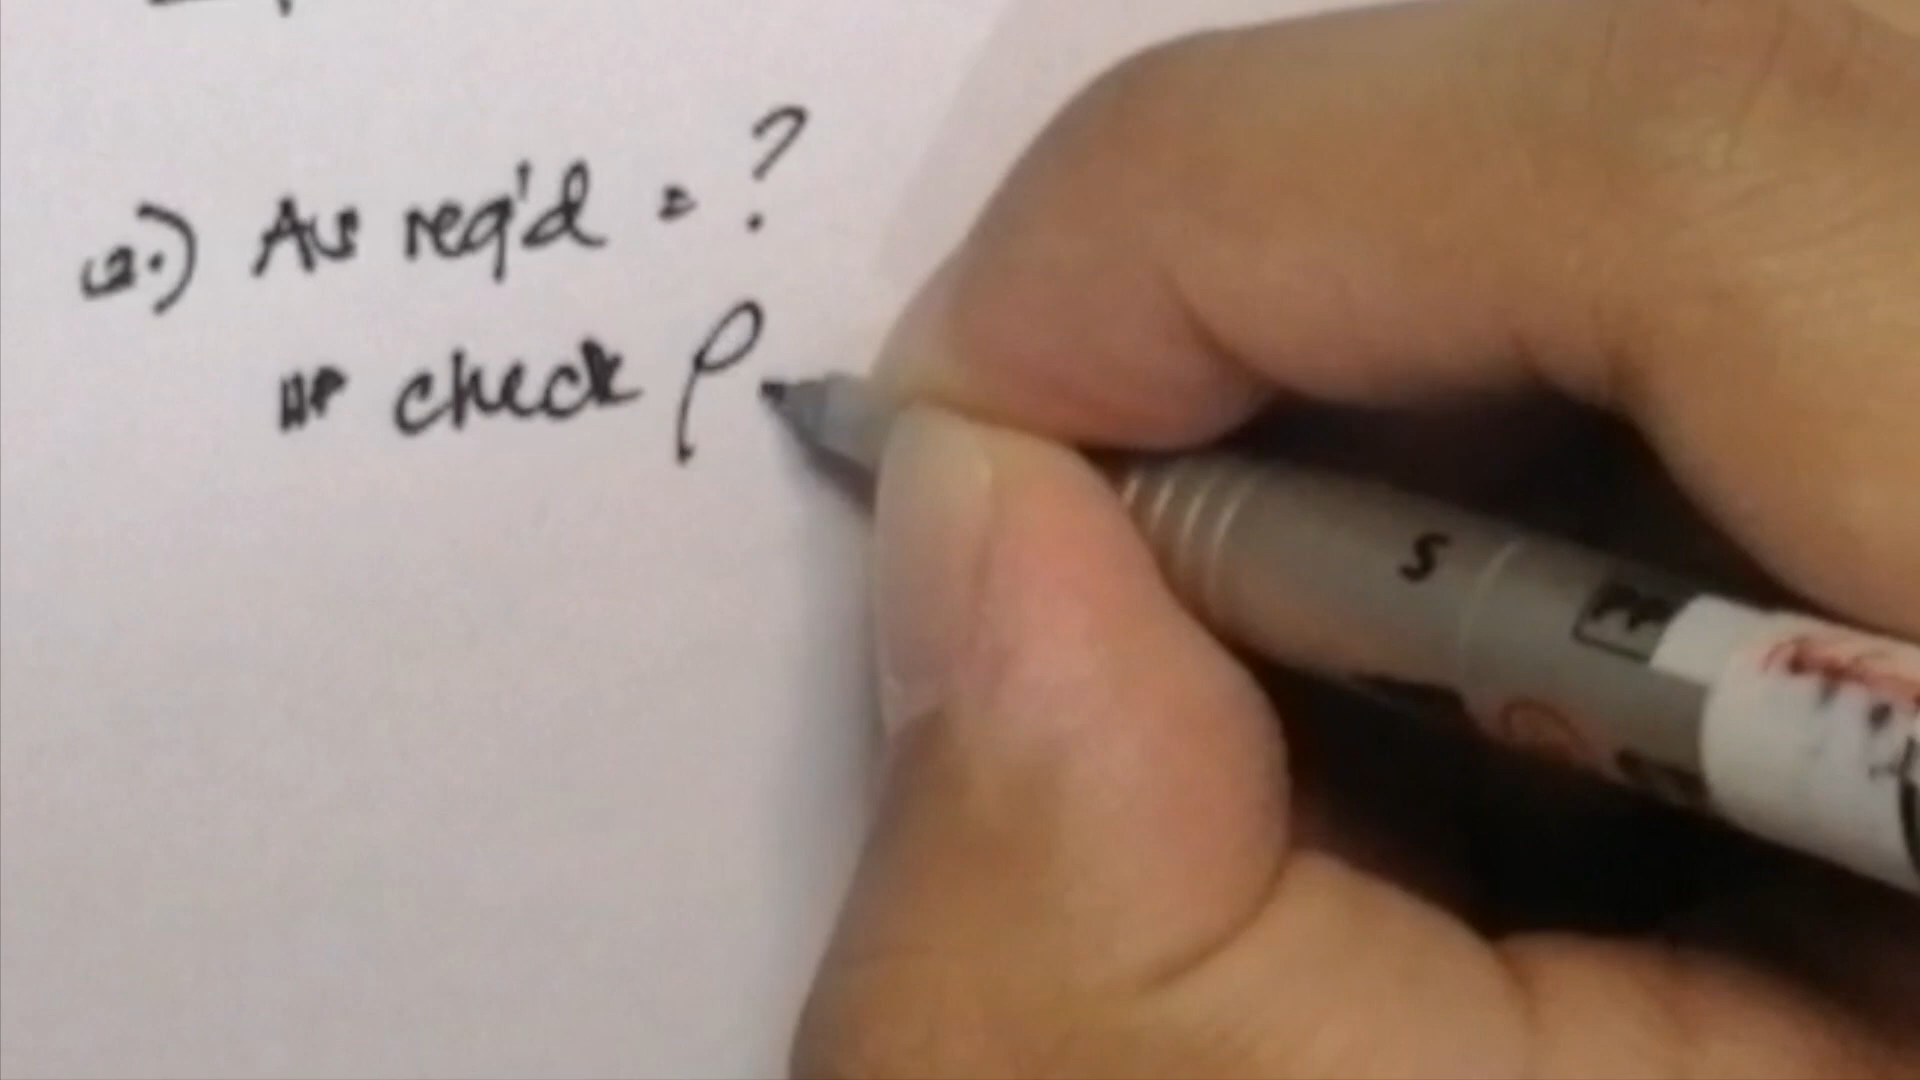 2.) As req'd = ?
check ρ
S